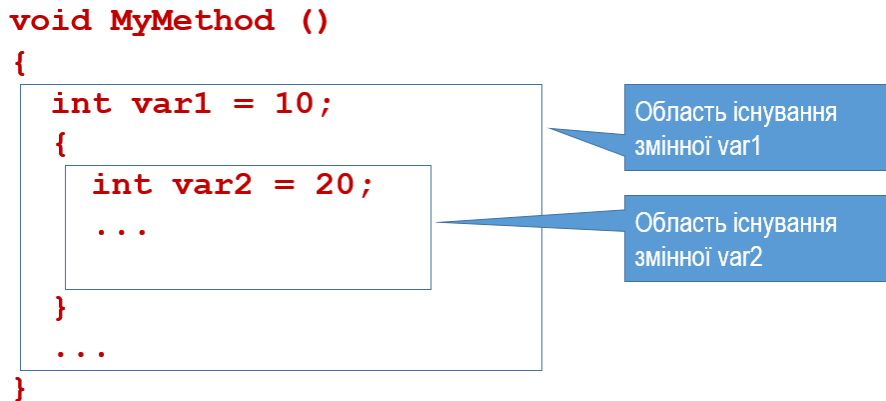 void MyMethod ()
{
int var1 = 10;
{
int var2 = 20;
...
}
...
}
Область існування
змінної var1
Область існування
змінної var2